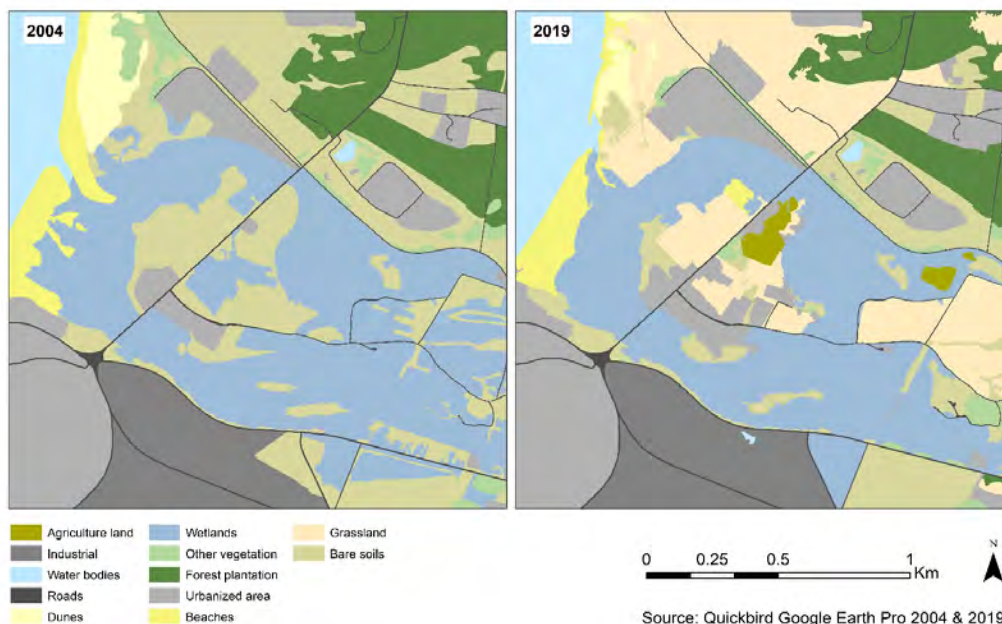 2004
2019
Agriculture land
Industrial
Water bodies
Roads
Dunes
Wetlands
Other vegetation
Forest plantation
Urbanized area
Beaches
Grassland
Bare soils
0 0.25 0.5 1
Km
N
Source: Quickbird Google Earth Pro 2004 & 2019